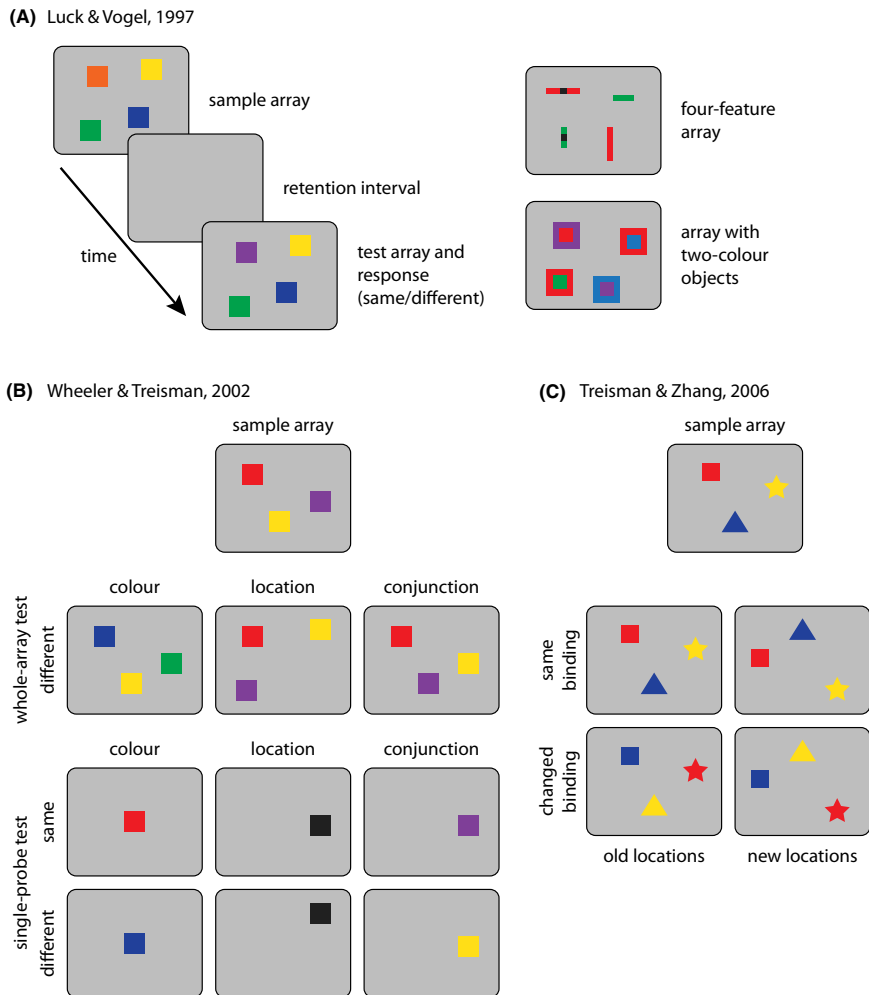 (A) Luck & Vogel, 1997
sample array
retention interval
time
test array and
response
(same/different)
four-feature
array
array with
two-colour
objects
(B) Wheeler & Treisman, 2002
sample array
whole-array test
different
colour
location
conjunction
single-probe test
same
different
colour
location
conjunction
(C) Treisman & Zhang, 2006
sample array
same
binding
changed
binding
old locations
new locations